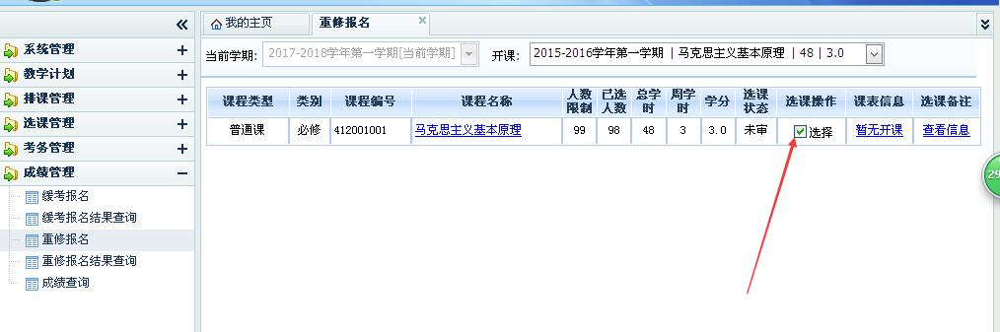 我的主页
重修报名
系统管理
教学计划
排课管理
选课管理
考务管理
成绩管理
缓考报名
缓考报名结果查询
重修报名
重修报名结果查询
成绩查询
当前学期: 2017-2018学年第一学期[当前学期] 开课: 2015-2016学年第一学期 | 马克思主义基本原理 | 48 | 3.0
课程类型 类别 课程编号 课程名称 人数限制 已选人数 总学时 周学时 学分 选课状态 选课操作 课表信息 选课备注
普通课 必修 412001001 马克思主义基本原理 99 98 48 3 3.0 未审 选择 暂无开课 查看信息